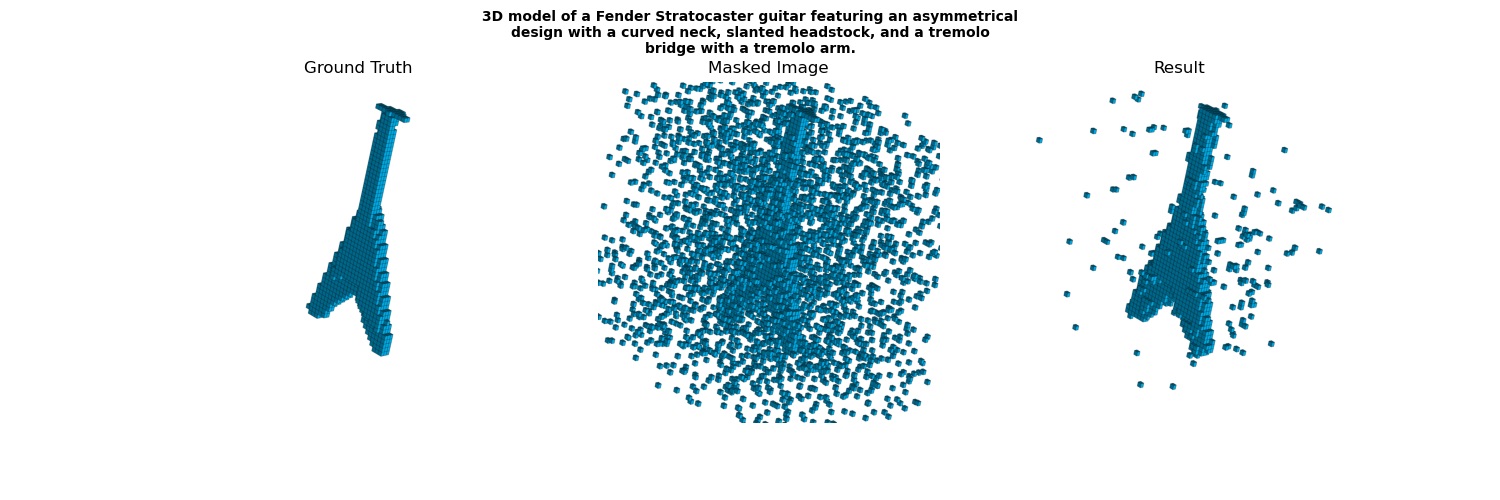 3D model of a Fender Stratocaster guitar featuring an asymmetrical
design with a curved neck, slanted headstock, and a tremolo
bridge with a tremolo arm.
Ground Truth
Masked Image
Result